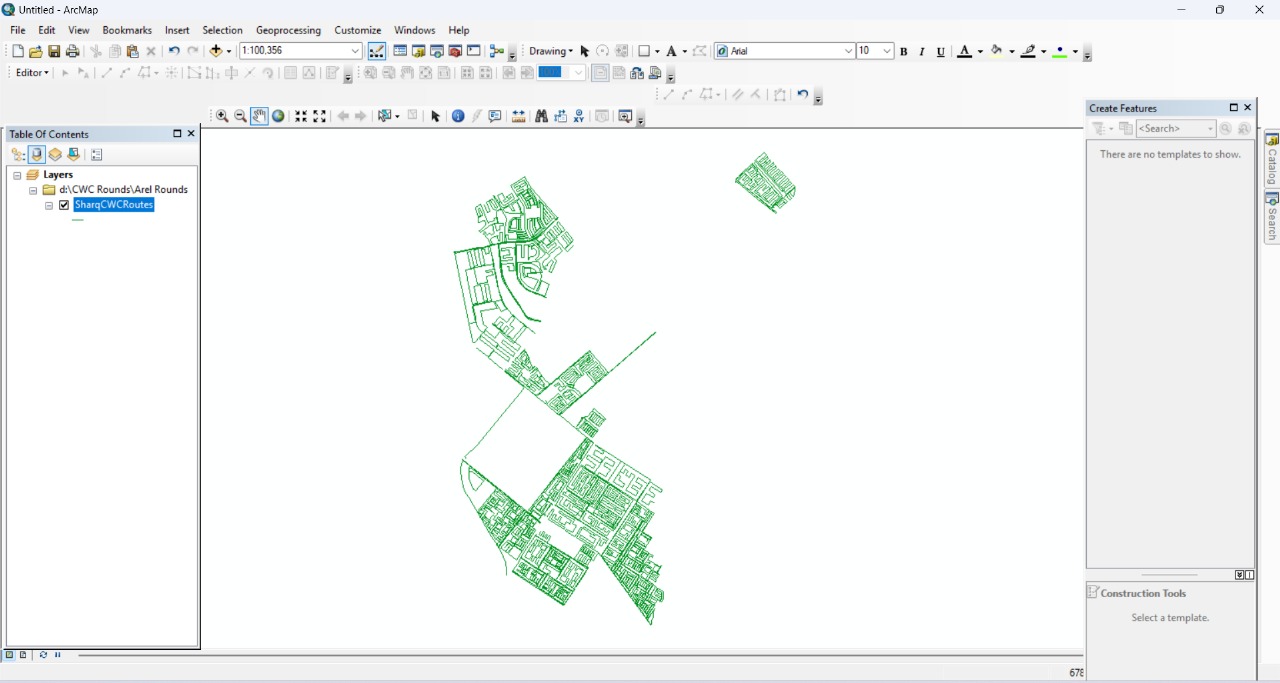 Untitled - ArcMap
File Edit View Bookmarks Insert Selection Geoprocessing Customize Windows Help
1:100,356 Drawing Arial 10 B I U A
Editor
Table Of Contents
Layers
d:\CWC Rounds\Arel Rounds
SharqCWCRoutes
Create Features
<Search>
There are no templates to show.
Construction Tools
Select a template.
Catalog
Search
678